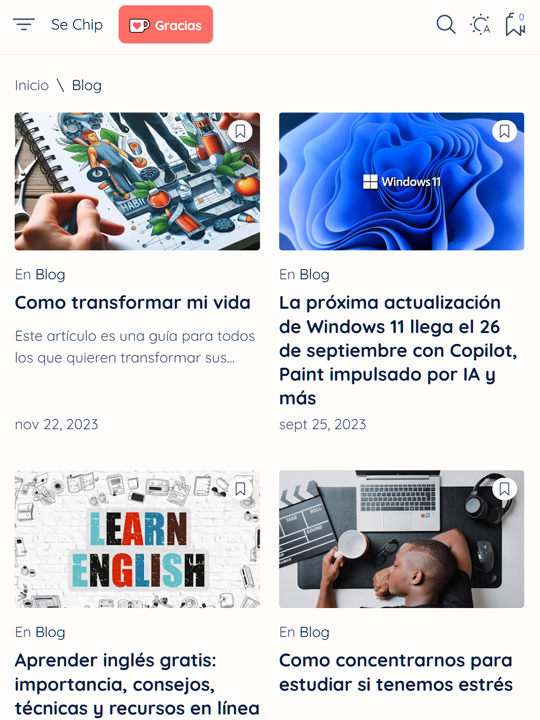 Se Chip
Gracias
A
0
Inicio \ Blog
HABIT
Windows 11
En Blog
Como transformar mi vida
Este artículo es una guía para todos
los que quieren transformar sus...
nov 22, 2023
En Blog
La próxima actualización
de Windows 11 llega el 26
de septiembre con Copilot,
Paint impulsado por IA y
más
sept 25, 2023
LEARN
ENGLISH
TAKE
ROLL
SOUND
En Blog
Aprender inglés gratis:
importancia, consejos,
técnicas y recursos en línea
En Blog
Como concentrarnos para
estudiar si tenemos estrés